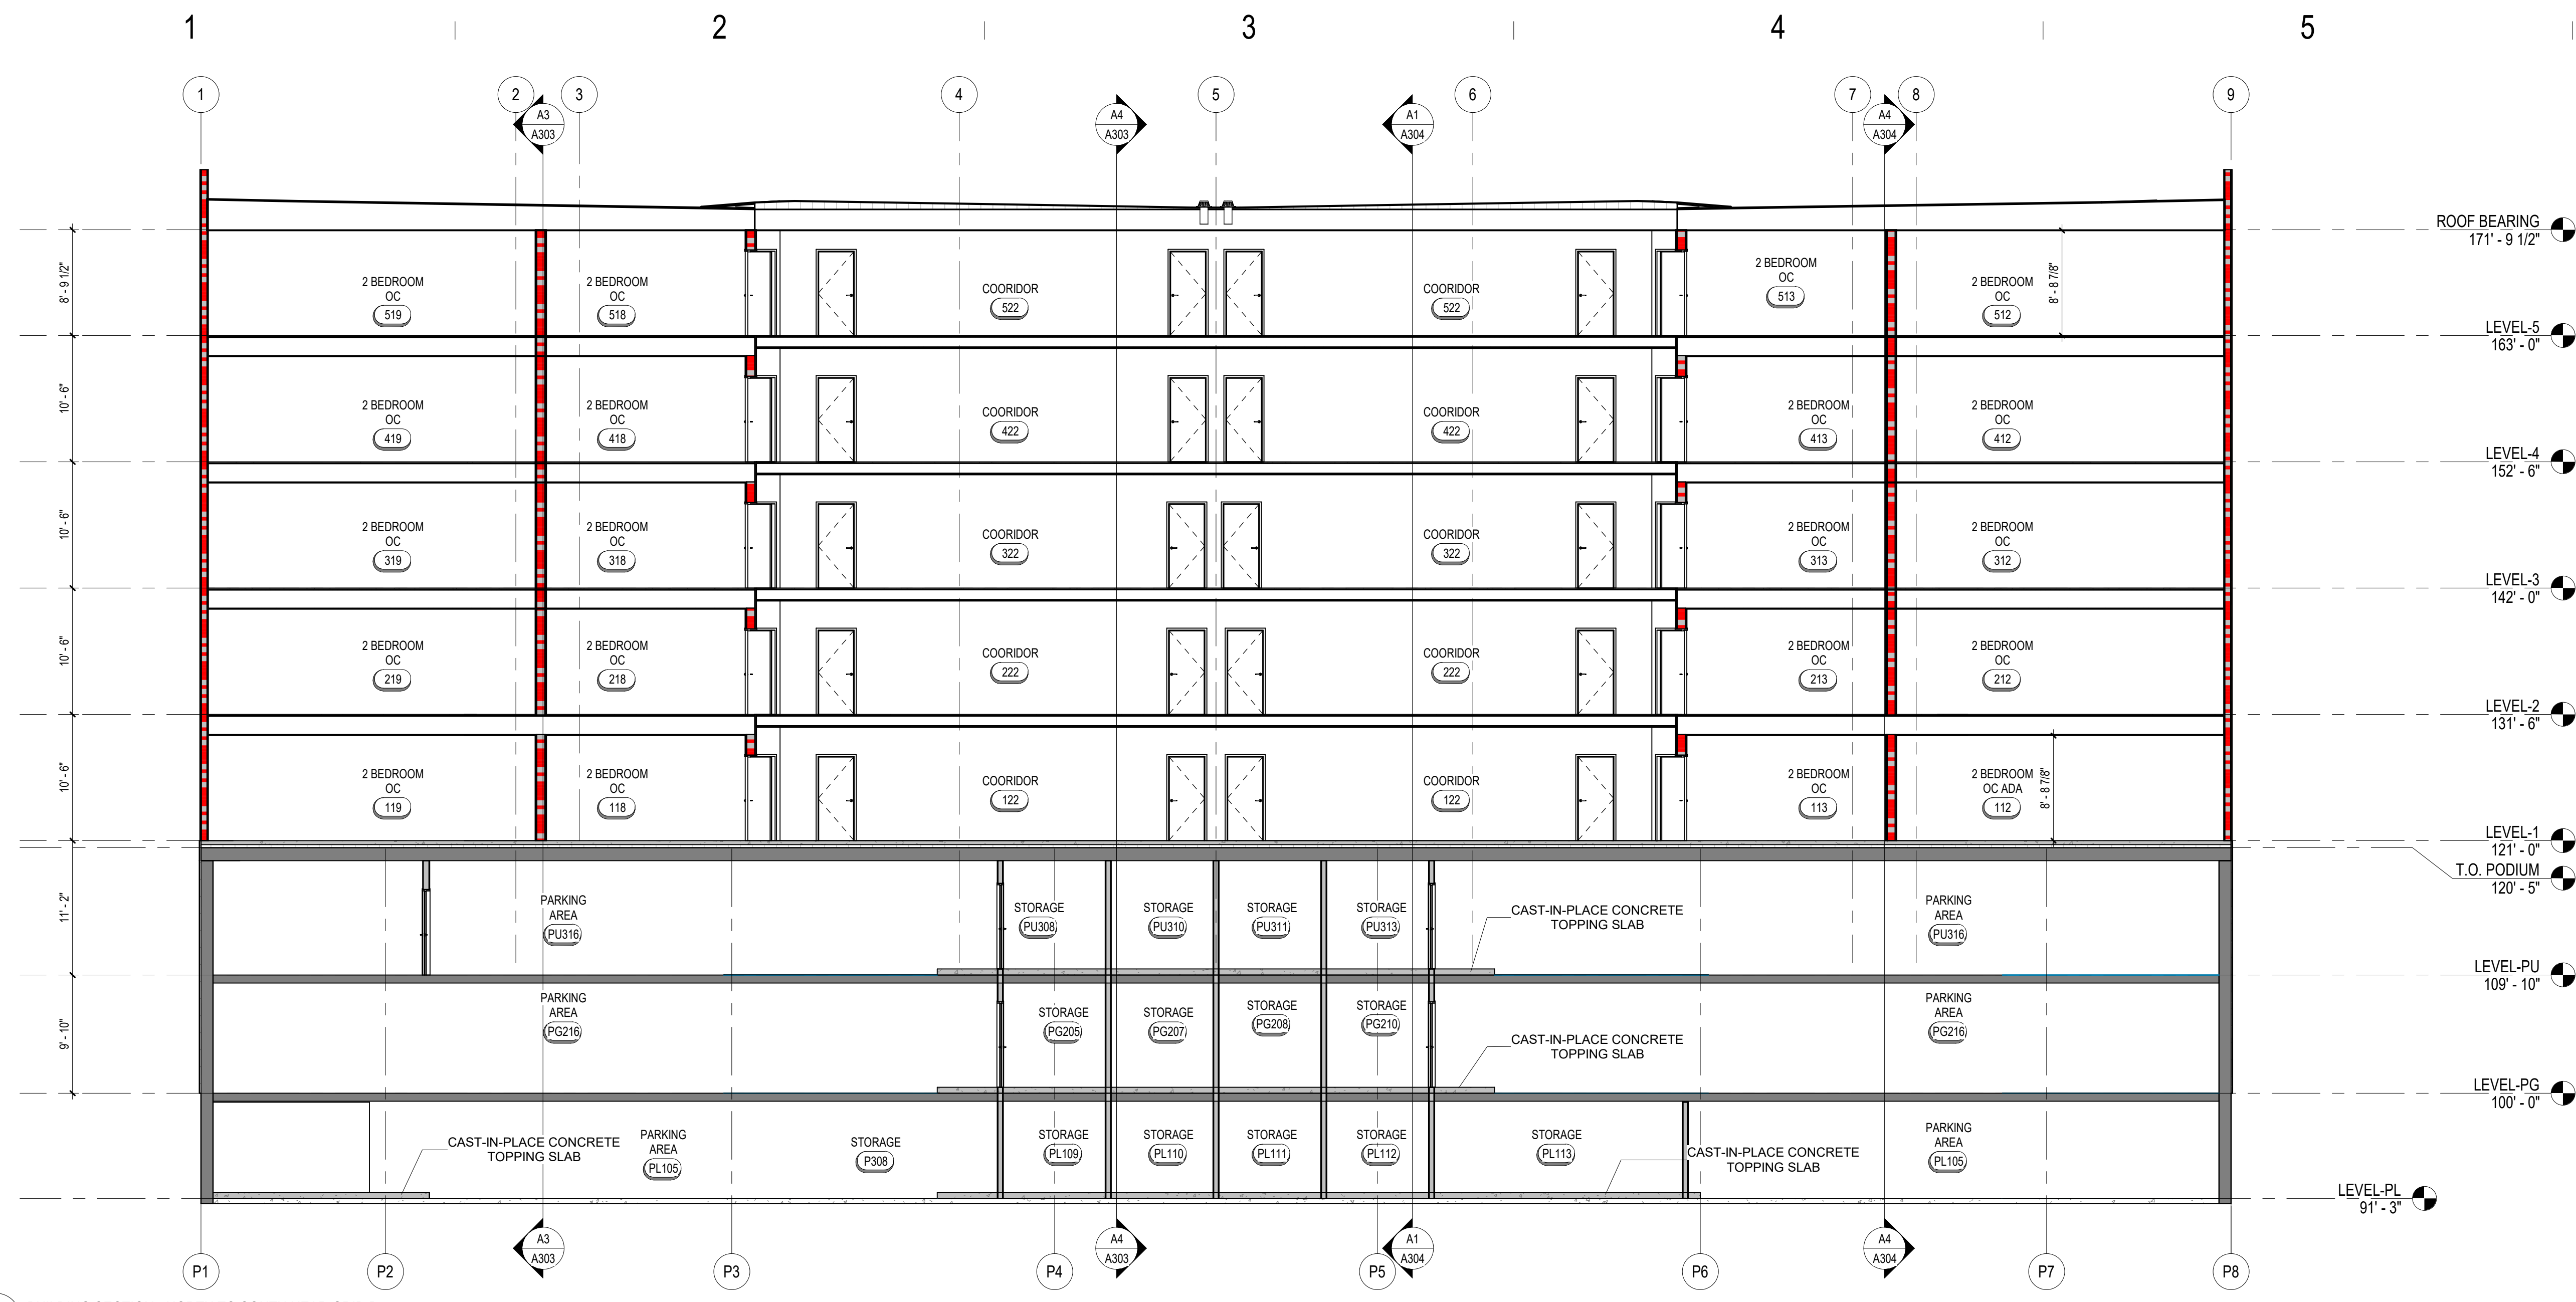 1 2 3 4 5
1 2 3 4 5 6 7 8 9
A3 A4 A1 A4
A303 A303 A304 A304
ROOF BEARING
171' - 9 1/2"
8' - 9 1/2"
2 BEDROOM
OC
519
2 BEDROOM
OC
518
COORIDOR
522
COORIDOR
522
2 BEDROOM
OC
513
2 BEDROOM
OC
512
8' - 8 7/8"
LEVEL-5
163' - 0"
10' - 6"
2 BEDROOM
OC
419
2 BEDROOM
OC
418
COORIDOR
422
COORIDOR
422
2 BEDROOM
OC
413
2 BEDROOM
OC
412
LEVEL-4
152' - 6"
10' - 6"
2 BEDROOM
OC
319
2 BEDROOM
OC
318
COORIDOR
322
COORIDOR
322
2 BEDROOM
OC
313
2 BEDROOM
OC
312
LEVEL-3
142' - 0"
10' - 6"
2 BEDROOM
OC
219
2 BEDROOM
OC
218
COORIDOR
222
COORIDOR
222
2 BEDROOM
OC
213
2 BEDROOM
OC
212
LEVEL-2
131' - 6"
10' - 6"
2 BEDROOM
OC
119
2 BEDROOM
OC
118
COORIDOR
122
COORIDOR
122
2 BEDROOM
OC
113
2 BEDROOM
OC ADA
112
8' - 8 7/8"
LEVEL-1
121' - 0"
T.O. PODIUM
120' - 5"
11' - 2"
PARKING
AREA
PU316
STORAGE
PU308
STORAGE
PU310
STORAGE
PU311
STORAGE
PU313
CAST-IN-PLACE CONCRETE
TOPPING SLAB
PARKING
AREA
PU316
LEVEL-PU
109' - 10"
9' - 10"
PARKING
AREA
PG216
STORAGE
PG205
STORAGE
PG207
STORAGE
PG208
STORAGE
PG210
CAST-IN-PLACE CONCRETE
TOPPING SLAB
PARKING
AREA
PG216
LEVEL-PG
100' - 0"
CAST-IN-PLACE CONCRETE
TOPPING SLAB
PARKING
AREA
PL105
STORAGE
P308
STORAGE
PL109
STORAGE
PL110
STORAGE
PL111
STORAGE
PL112
STORAGE
PL113
CAST-IN-PLACE CONCRETE
TOPPING SLAB
PARKING
AREA
PL105
LEVEL-PL
91' - 3"
A3 A4 A1 A4
A303 A303 A304 A304
P1 P2 P3 P4 P5 P6 P7 P8